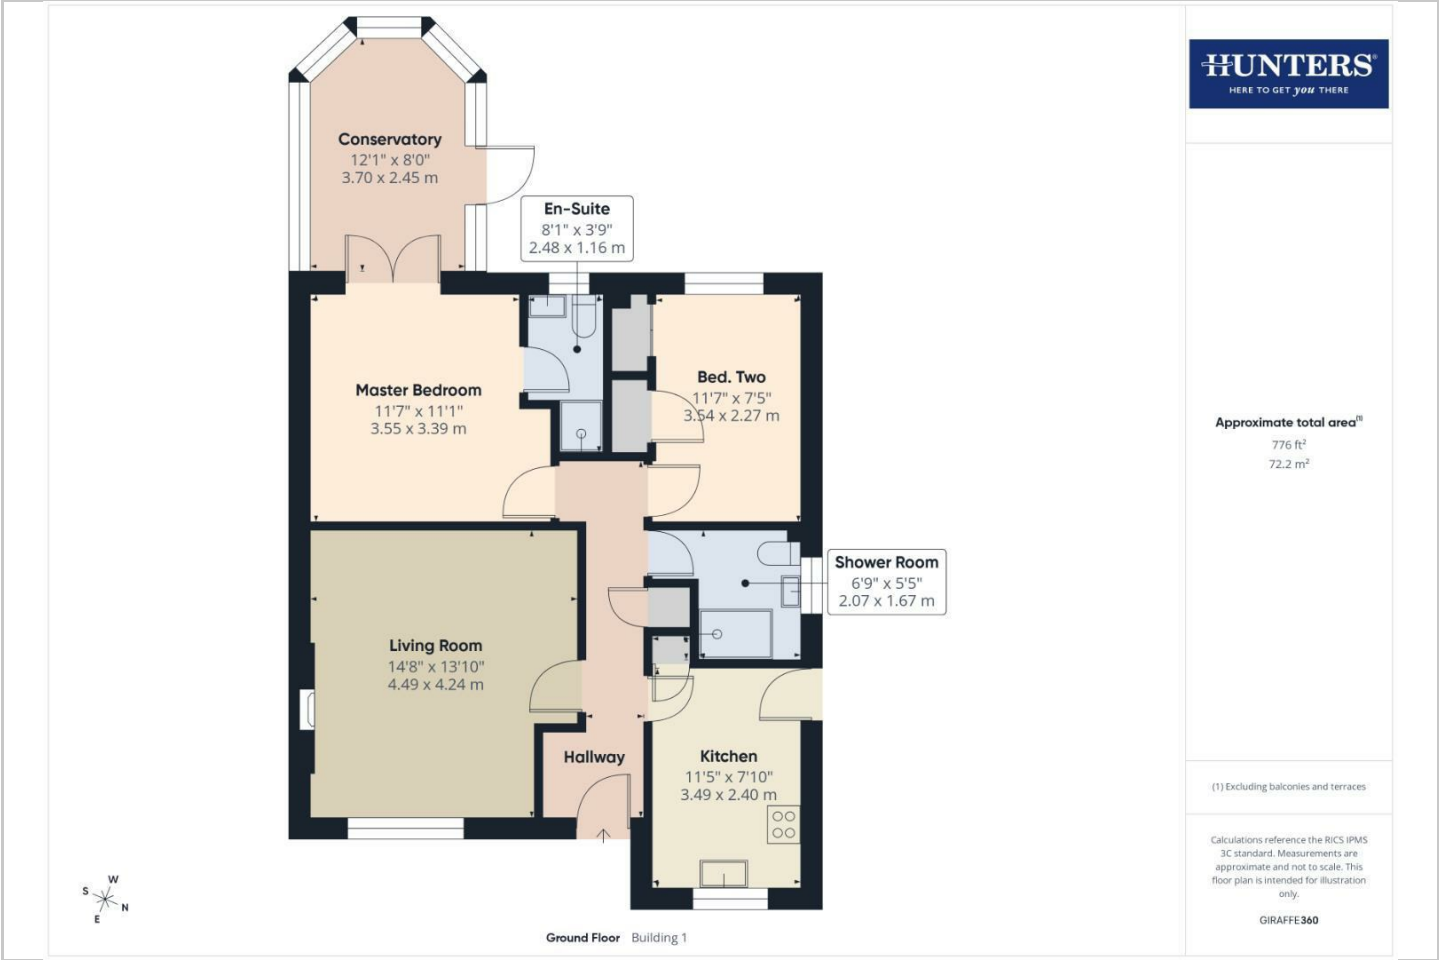 HUNTERS®
HERE TO GET you THERE
Conservatory
12'1" x 8'0"
3.70 x 2.45 m
En-Suite
8'1" x 3'9"
2.48 x 1.16 m
Master Bedroom
11'7" x 11'1"
3.55 x 3.39 m
Bed. Two
11'7" x 7'5"
3.54 x 2.27 m
Approximate total area(1)
776 ft²
72.2 m²
Shower Room
6'9" x 5'5"
2.07 x 1.67 m
Living Room
14'8" x 13'10"
4.49 x 4.24 m
Hallway
Kitchen
11'5" x 7'10"
3.49 x 2.40 m
(1) Excluding balconies and terraces
Calculations reference the RICS IPMS
3C standard. Measurements are
approximate and not to scale. This
floor plan is intended for illustration
only.
GIRAFFE360
W
S
N
E
Ground Floor Building 1